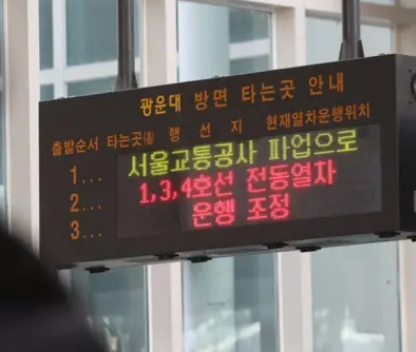 광운대 방면 타는곳 안내
출발순서 타는곳(홈) 행 선 지 현재열차운행위치
1... 서울교통공사 파업으로
2... 1,3,4호선 전동열차
3... 운행 조정